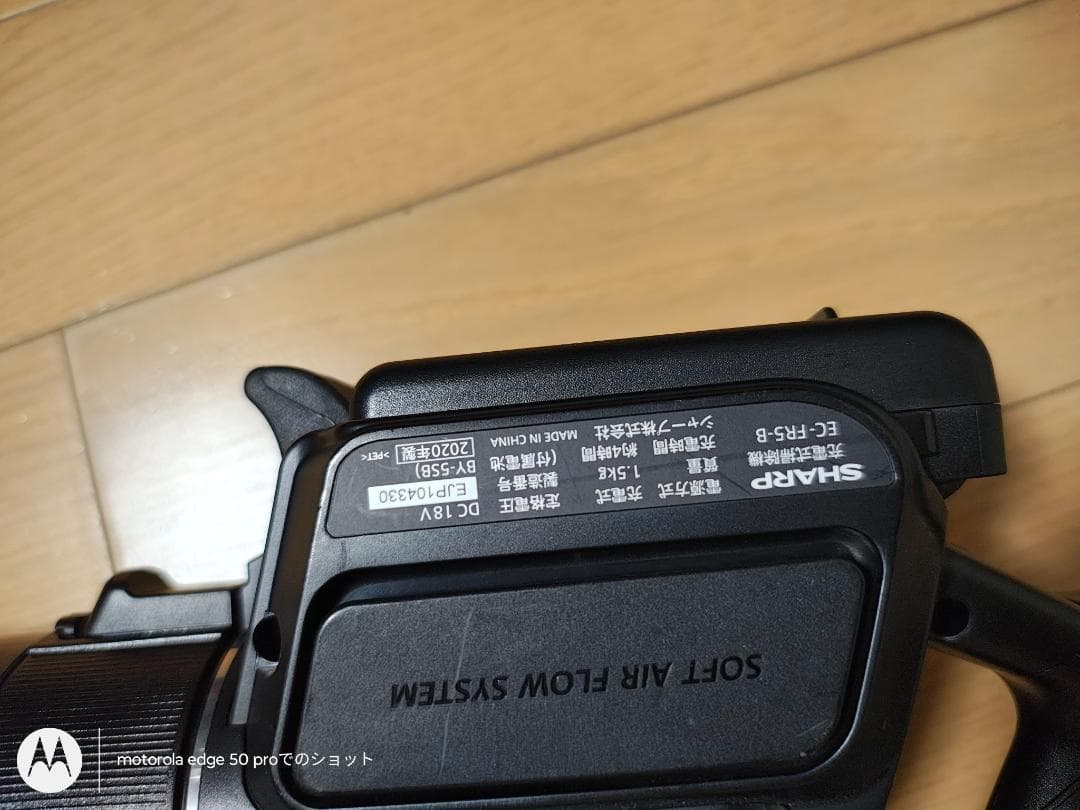 SHARP
充電式掃除機
EC-FR5-B
電源方式 充電式 定格電圧 DC 18V
質量 1.5kg 製造番号 EJP104330
充電時間 約4時間 (付属電池 BY-5SB)
シャープ株式会社 MADE IN CHINA 2020年製 >PET<
SOFT AIR FLOW SYSTEM
motorola edge 50 proでのショット